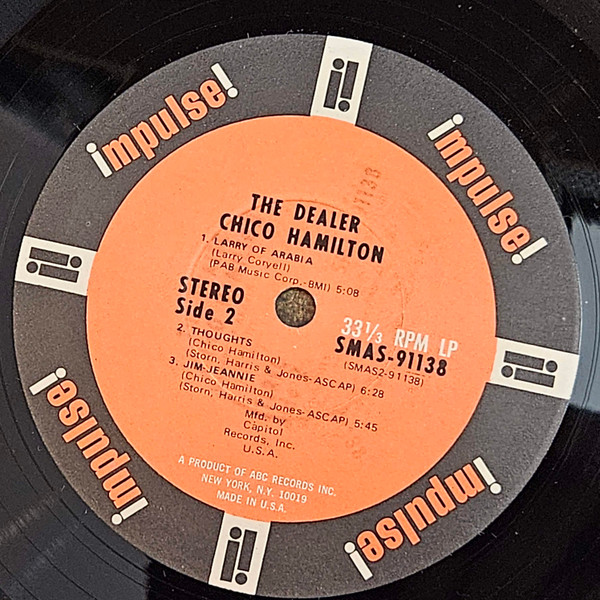 impulse!
impulse!
THE DEALER
CHICO HAMILTON
1. LARRY OF ARABIA
(Larry Coryell)
(PAB Music Corp.-BMI) 5:08
STEREO
Side 2
33 1/3 RPM LP
SMAS-91138
(SMAS2-91138)
2. THOUGHTS
(Chico Hamilton)
(Storn, Harris & Jones-ASCAP) 6:28
3. JIM-JEANNIE
(Chico Hamilton)
(Storn, Harris & Jones-ASCAP) 5:45
Mfd. by
Capitol
Records, Inc.
U.S.A.
A PRODUCT OF ABC RECORDS INC.
NEW YORK, N.Y. 10019
MADE IN U.S.A.
impulse!
impulse!